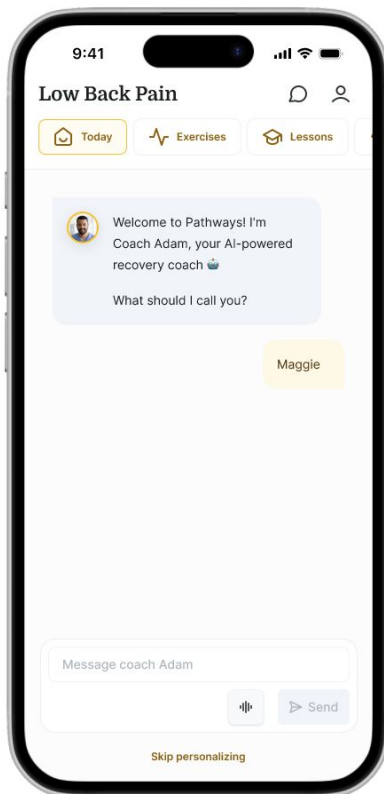 9:41
Low Back Pain
Today
Exercises
Lessons
Welcome to Pathways! I'm
Coach Adam, your AI-powered
recovery coach 🤖
What should I call you?
Maggie
Message coach Adam
Send
Skip personalizing